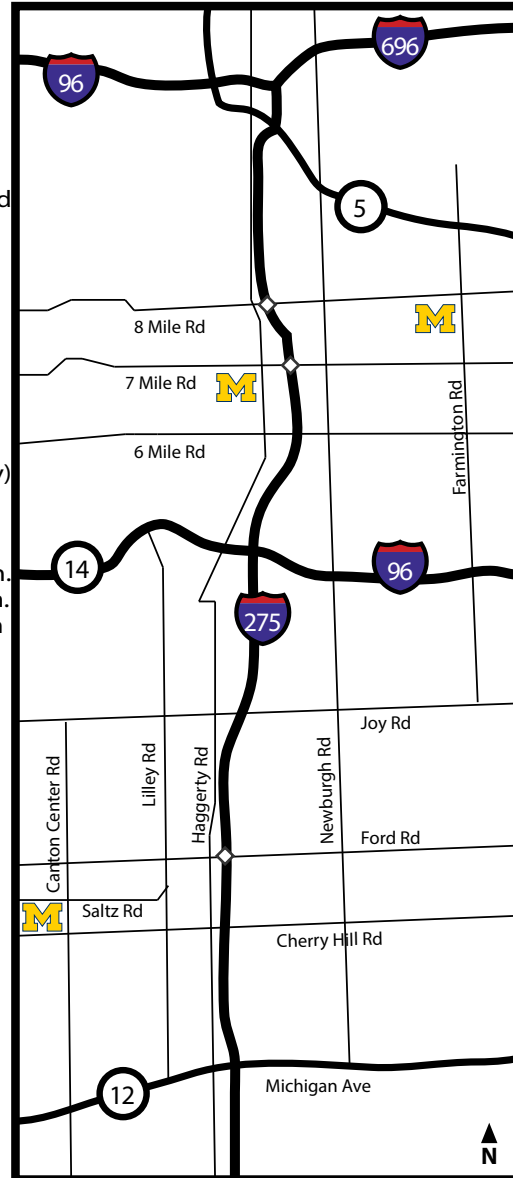 696
96
d
5
M
8 Mile Rd
7 Mile Rd
M
Farmington Rd
6 Mile Rd
y)
14
96
n.
n.
n
275
Joy Rd
Newburgh Rd
Haggerty Rd
Lilley Rd
Canton Center Rd
Ford Rd
M
Saltz Rd
Cherry Hill Rd
Michigan Ave
12
N